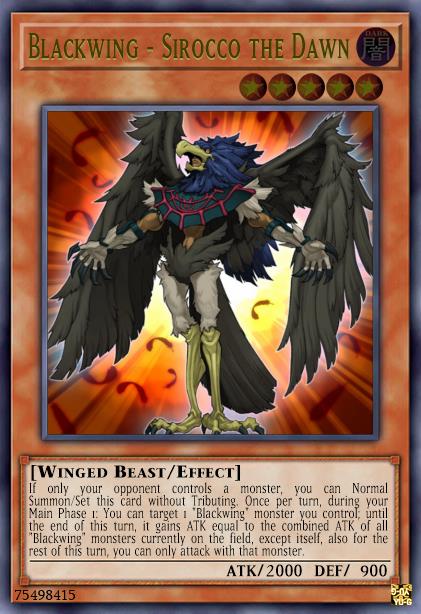 Blackwing - Sirocco the Dawn
DARK
闇
[Winged Beast/Effect]
If only your opponent controls a monster, you can Normal
Summon/Set this card without Tributing. Once per turn, during your
Main Phase 1: You can target 1 "Blackwing" monster you control; until
the end of this turn, it gains ATK equal to the combined ATK of all
"Blackwing" monsters currently on the field, except itself, also for the
rest of this turn, you can only attack with that monster.
ATK/2000 DEF/ 900
75498415